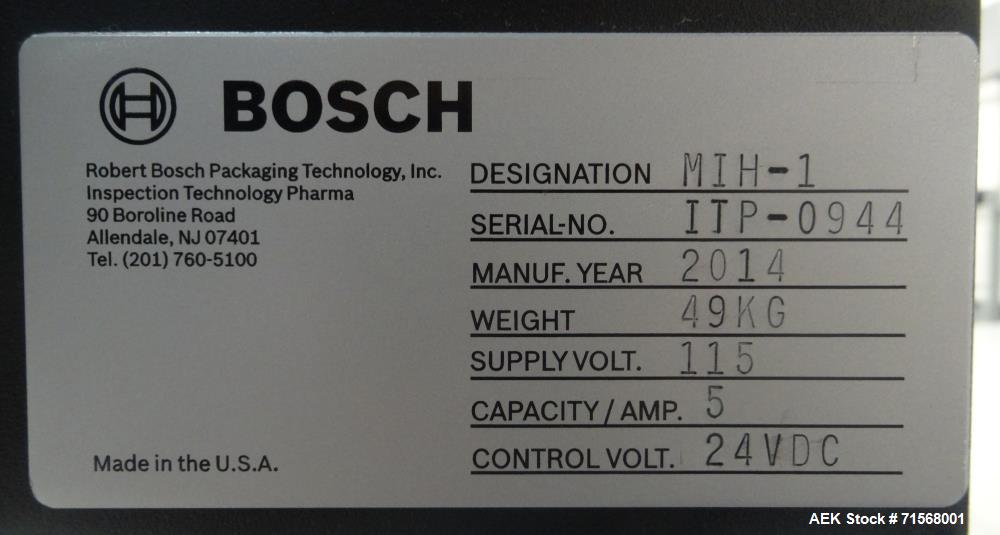 BOSCH
Robert Bosch Packaging Technology, Inc.
Inspection Technology Pharma
90 Boroline Road
Allendale, NJ 07401
Tel. (201) 760-5100
DESIGNATION MIH-1
SERIAL-NO. ITP-0944
MANUF. YEAR 2014
WEIGHT 49KG
SUPPLY VOLT. 115
CAPACITY / AMP. 5
CONTROL VOLT. 24VDC
Made in the U.S.A.
AEK Stock # 71568001